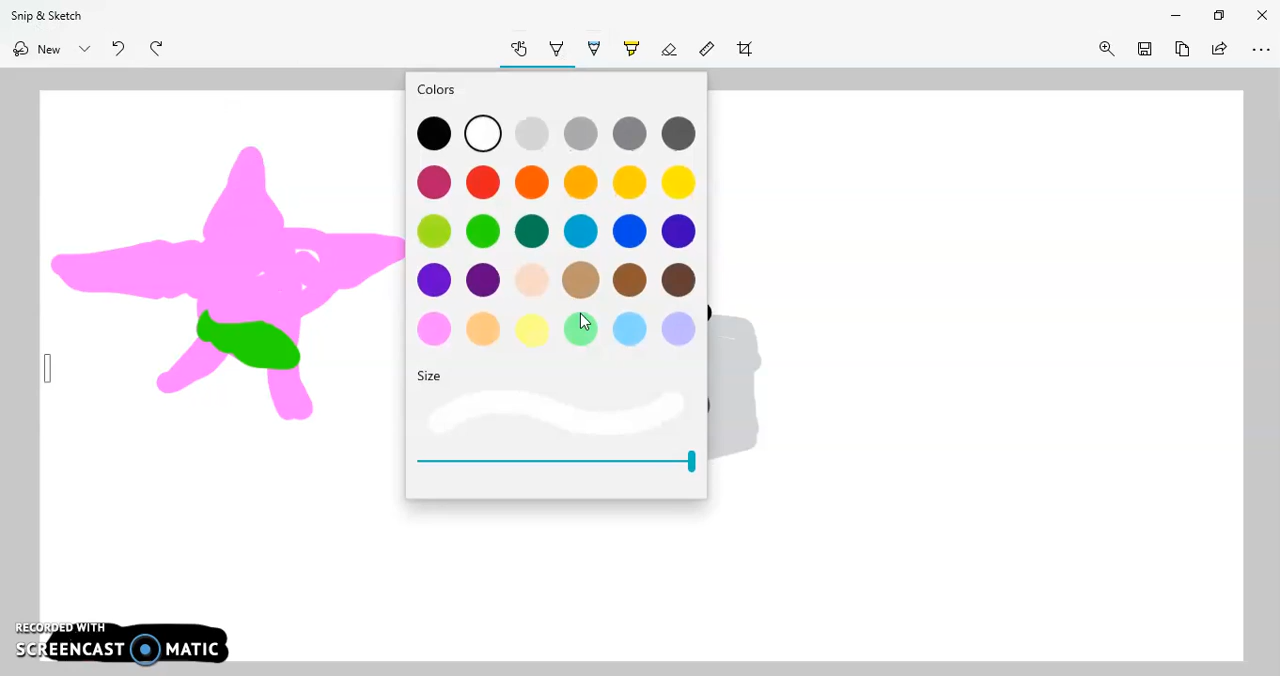 Snip & Sketch
New
Colors
Size
RECORDED WITH
SCREENCAST MATIC